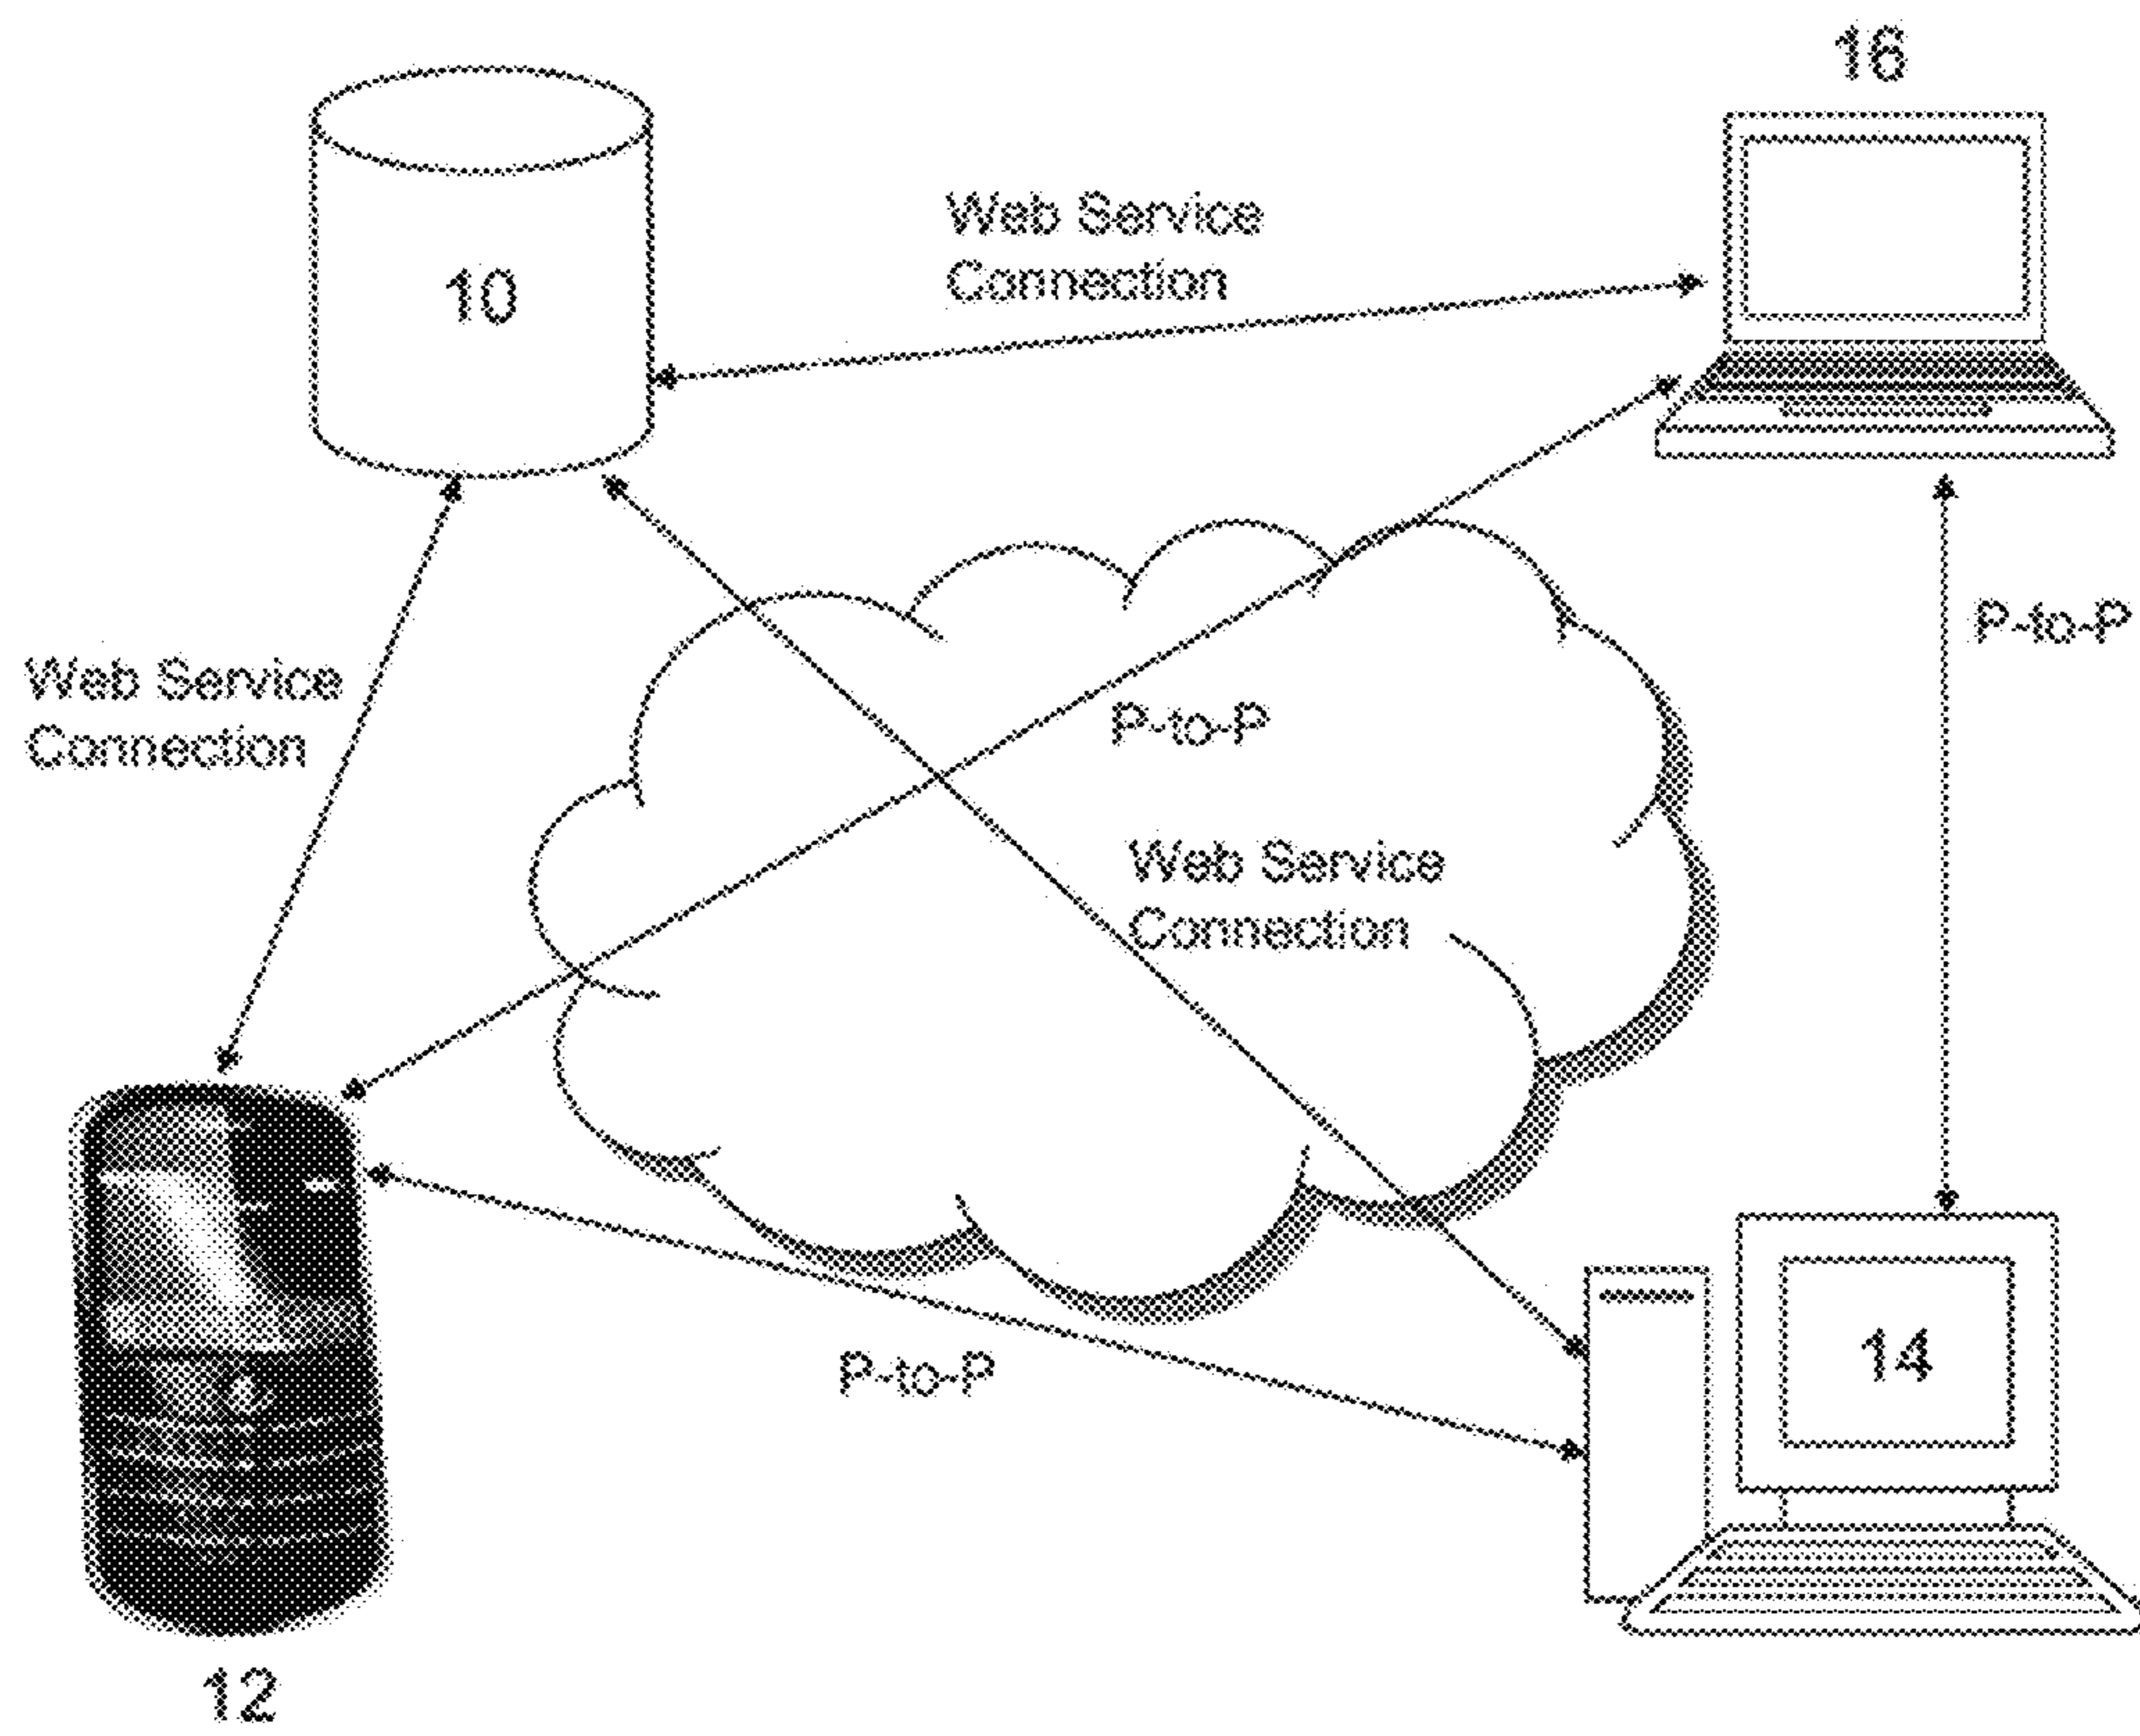 16
10
Web Service
Connection
P-to-P
Web Service
Connection
P-to-P
Web Service
Connection
P-to-P
14
12